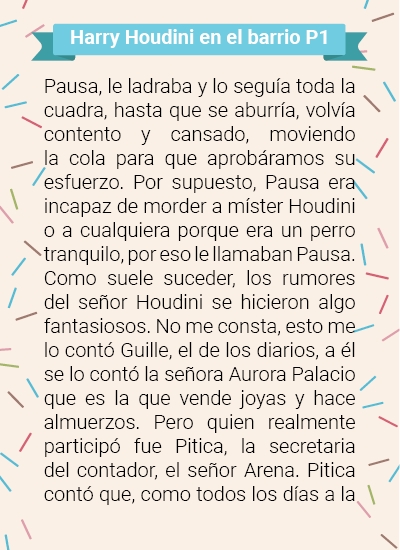 Harry Houdini en el barrio P1
Pausa, le ladraba y lo seguía toda la
cuadra, hasta que se aburría, volvía
contento y cansado, moviendo
la cola para que aprobáramos su
esfuerzo. Por supuesto, Pausa era
incapaz de morder a míster Houdini
o a cualquiera porque era un perro
tranquilo, por eso le llamaban Pausa.
Como suele suceder, los rumores
del señor Houdini se hicieron algo
fantasiosos. No me consta, esto me
lo contó Guille, el de los diarios, a él
se lo contó la señora Aurora Palacio
que es la que vende joyas y hace
almuerzos. Pero quien realmente
participó fue Pitica, la secretaria
del contador, el señor Arena. Pitica
contó que, como todos los días a la